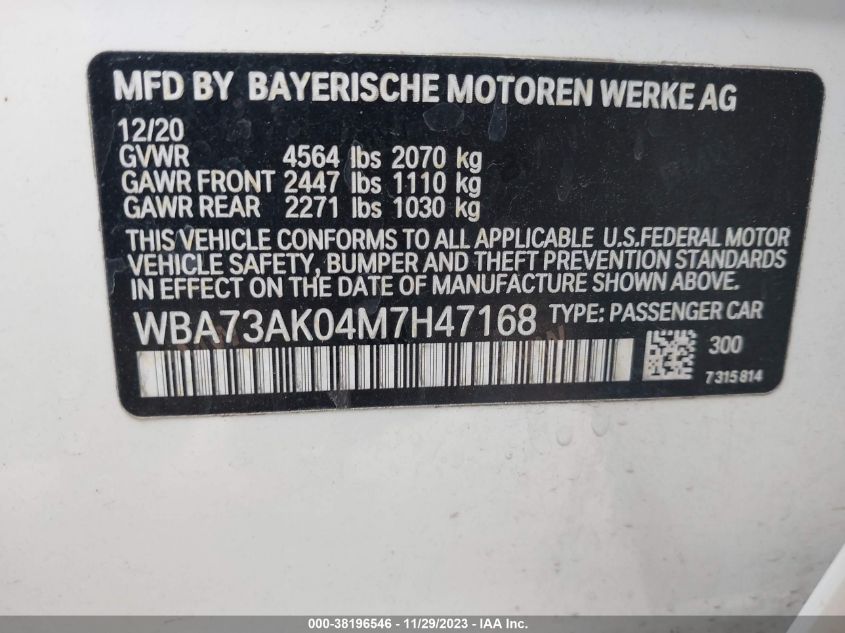 MFD BY BAYERISCHE MOTOREN WERKE AG
12/20
GVWR 4564 lbs 2070 kg
GAWR FRONT 2447 lbs 1110 kg
GAWR REAR 2271 lbs 1030 kg
THIS VEHICLE CONFORMS TO ALL APPLICABLE U.S.FEDERAL MOTOR
VEHICLE SAFETY, BUMPER AND THEFT PREVENTION STANDARDS
IN EFFECT ON THE DATE OF MANUFACTURE SHOWN ABOVE.
WBA73AK04M7H47168 TYPE: PASSENGER CAR
300
7315814
000-38196546 - 11/29/2023 - IAA Inc.